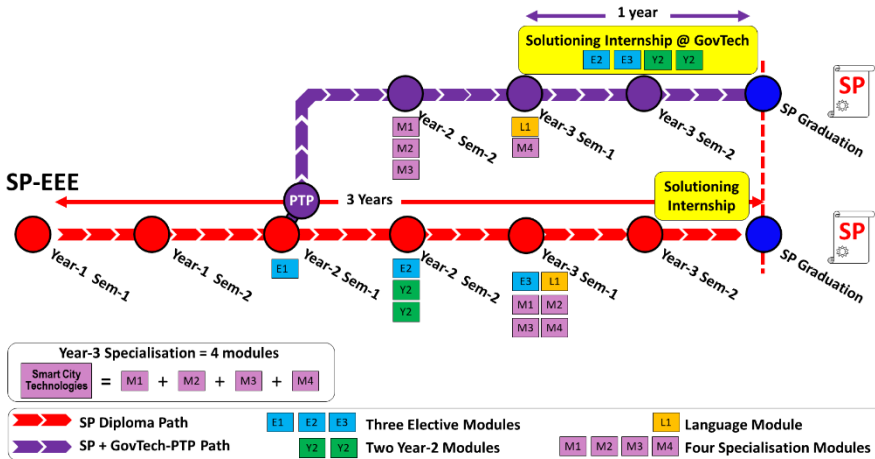 1 year
Solutioning Internship @ GovTech
E2 E3 Y2 Y2
SP
Year-2 Sem-2
Year-3 Sem-1
Year-3 Sem-2
SP Graduation
M1
M2
M3
L1
M4
SP-EEE
PTP
3 Years
Solutioning
Internship
SP
Year-1 Sem-1
Year-1 Sem-2
Year-2 Sem-1
Year-2 Sem-2
Year-3 Sem-1
Year-3 Sem-2
SP Graduation
E1
E2
Y2
Y2
E3 L1
M1 M2
M3 M4
Year-3 Specialisation = 4 modules
Smart City
Technologies
= M1 + M2 + M3 + M4
SP Diploma Path
E1 E2 E3 Three Elective Modules
L1 Language Module
SP + GovTech-PTP Path
Y2 Y2 Two Year-2 Modules
M1 M2 M3 M4 Four Specialisation Modules